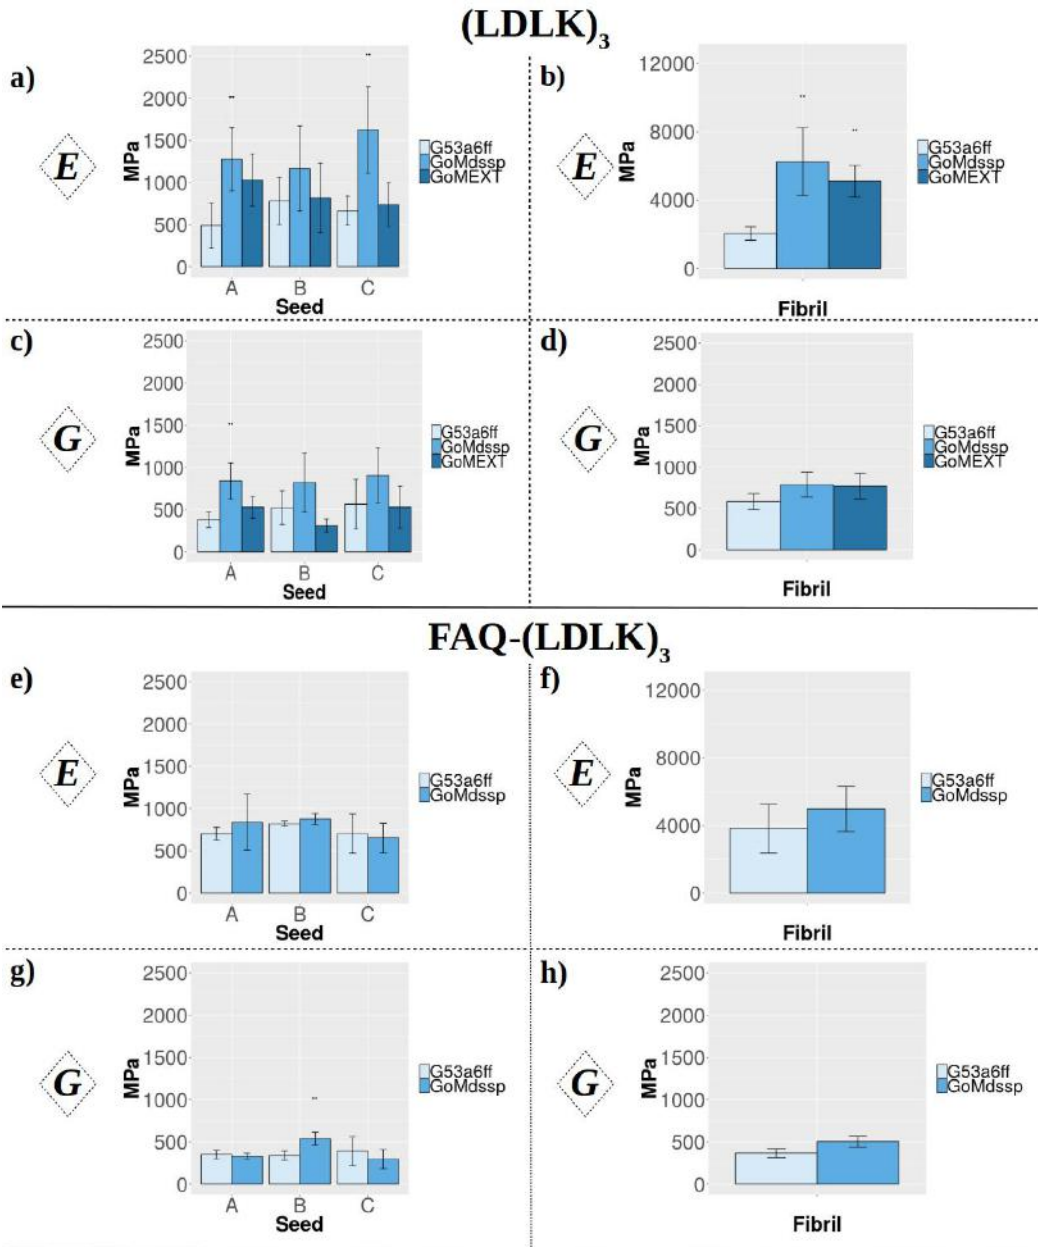 (LDLK)3
a)
E
MPa
2500
2000
1500
1000
500
0
A B C
Seed
G53a6ff
GoMdssp
GoMEXT
b)
E
MPa
12000
8000
4000
0
Fibril
G53a6ff
GoMdssp
GoMEXT
c)
G
MPa
2500
2000
1500
1000
500
0
A B C
Seed
G53a6ff
GoMdssp
GoMEXT
d)
G
MPa
2500
2000
1500
1000
500
0
Fibril
G53a6ff
GoMdssp
GoMEXT
FAQ-(LDLK)3
e)
E
MPa
2500
2000
1500
1000
500
0
A B C
Seed
G53a6ff
GoMdssp
f)
E
MPa
12000
8000
4000
0
Fibril
G53a6ff
GoMdssp
g)
G
MPa
2500
2000
1500
1000
500
0
A B C
Seed
G53a6ff
GoMdssp
h)
G
MPa
2500
2000
1500
1000
500
0
Fibril
G53a6ff
GoMdssp